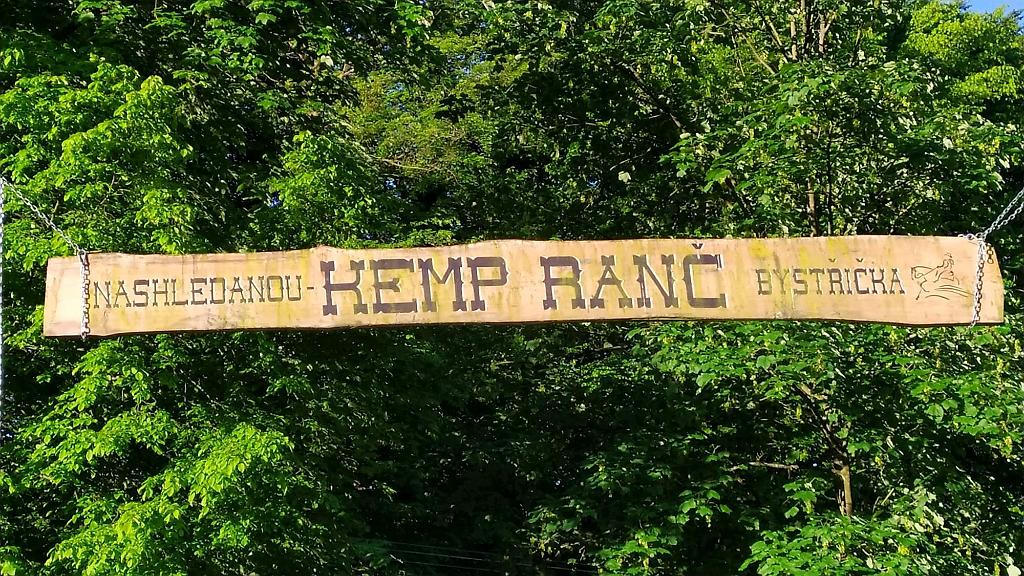 NASHLEDANOU - KEMP RANČ BYSTŘIČKA